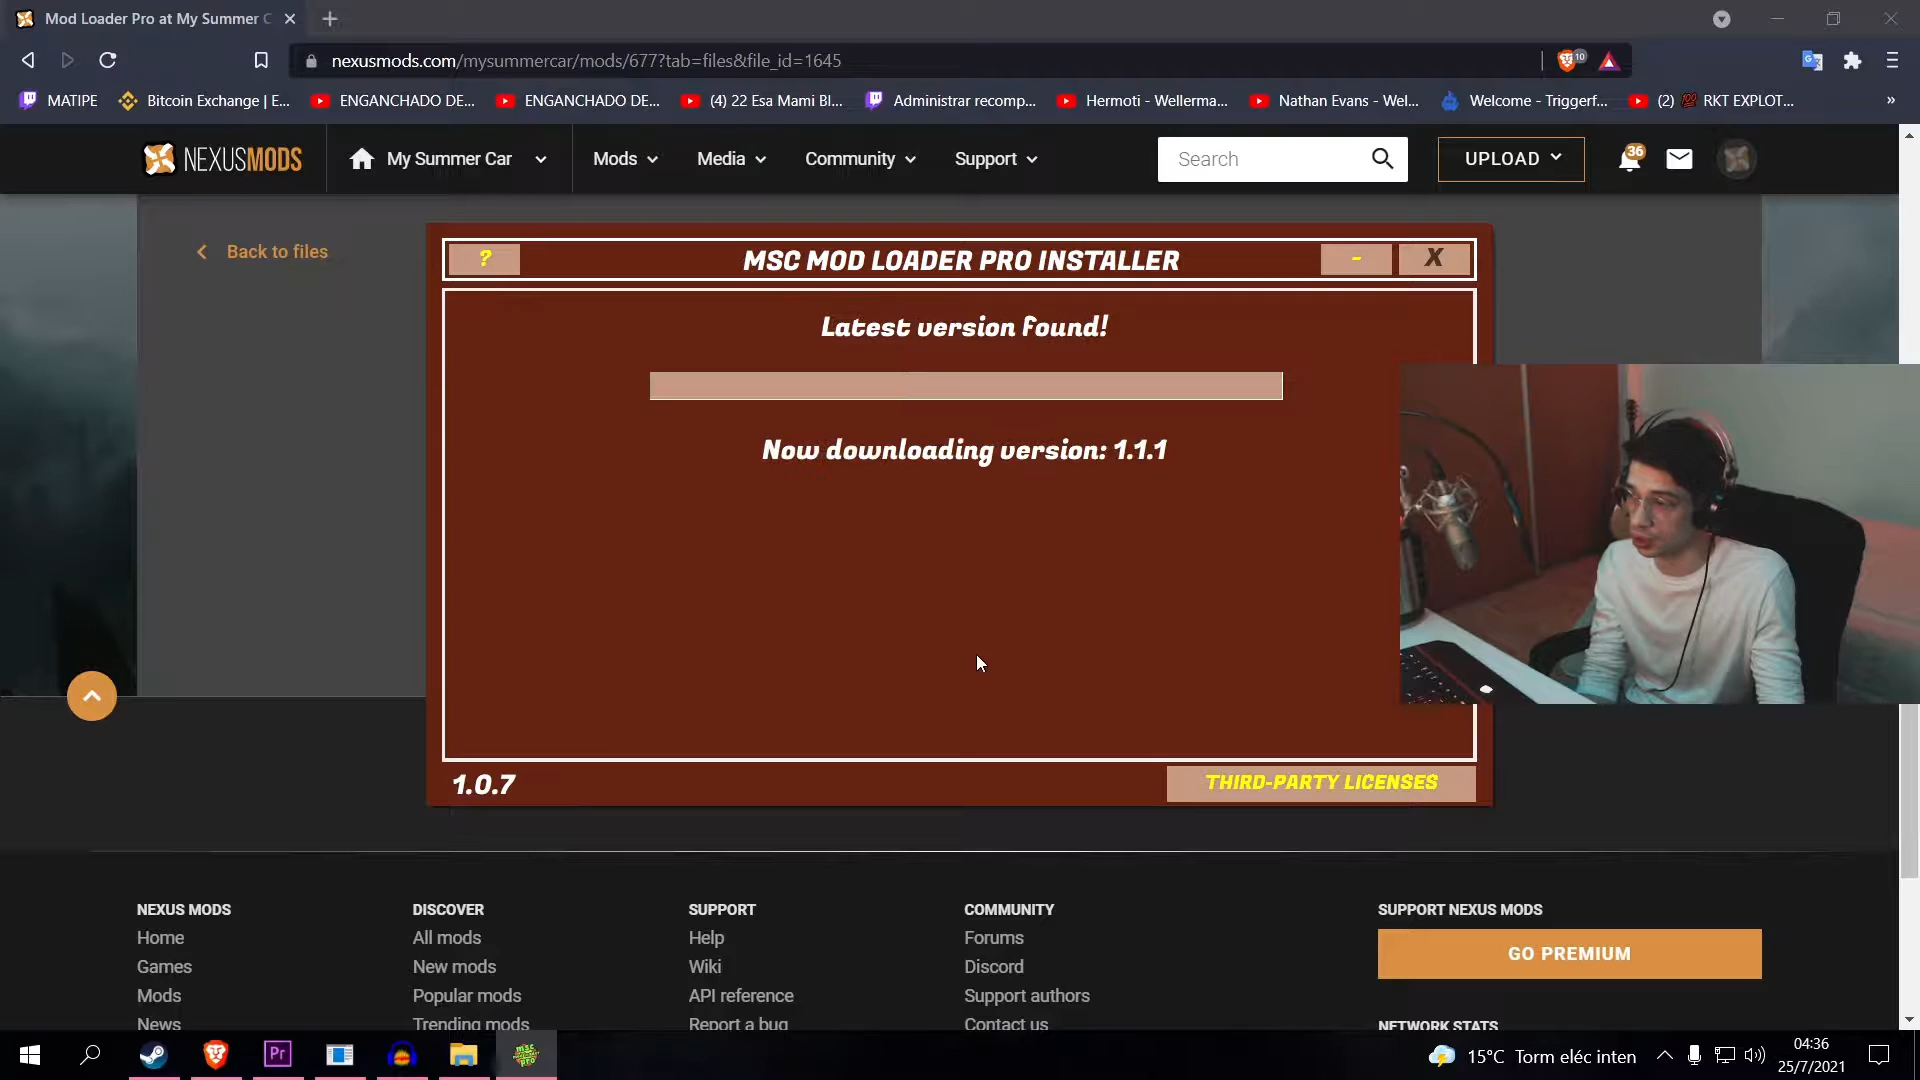 Mod Loader Pro at My Summer C
nexusmods.com/mysummercar/mods/677?tab=files&file_id=1645
10
MATIPE
Bitcoin Exchange | E...
ENGANCHADO DE...
ENGANCHADO DE...
(4) 22 Esa Mami Bl...
Administrar recomp...
Hermoti - Wellerma...
Nathan Evans - Wel...
Welcome - Triggerf...
(2) 💯 RKT EXPLOT...
»
NEXUSMODS
My Summer Car
Mods
Media
Community
Support
Search
UPLOAD
36
Back to files
?
MSC MOD LOADER PRO INSTALLER
-
X
Latest version found!
Now downloading version: 1.1.1
1.0.7
THIRD-PARTY LICENSES
NEXUS MODS
Home
Games
Mods
News
DISCOVER
All mods
New mods
Popular mods
Trending mods
SUPPORT
Help
Wiki
API reference
Report a bug
COMMUNITY
Forums
Discord
Support authors
Contact us
SUPPORT NEXUS MODS
GO PREMIUM
NETWORK STATS
Pr
msc
pro
15°C Torm eléc inten
04:36
25/7/2021